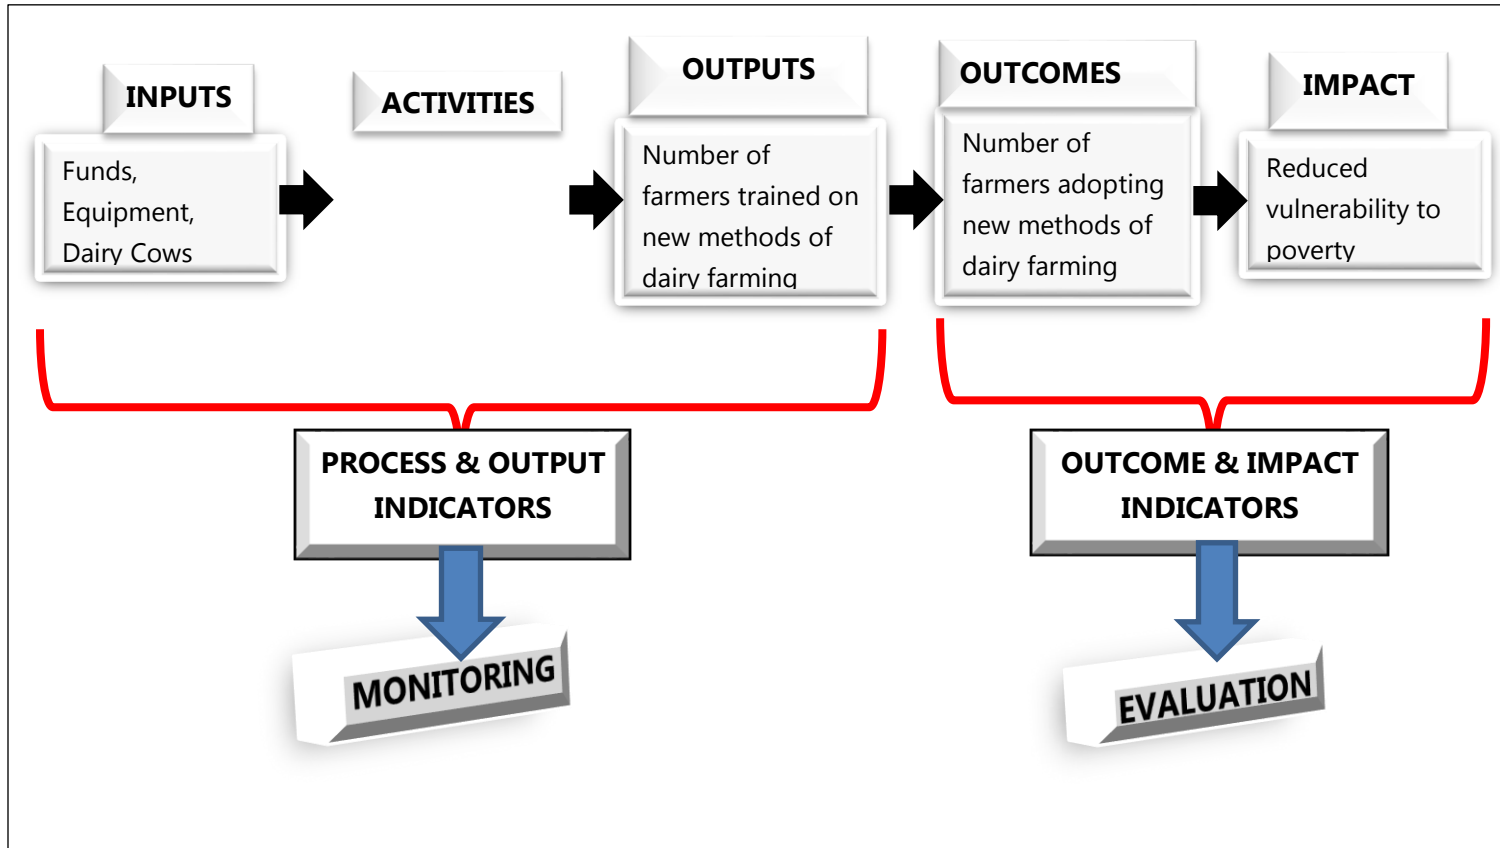 INPUTS
Funds,
Equipment,
Dairy Cows
ACTIVITIES
OUTPUTS
Number of
farmers trained on
new methods of
dairy farming
OUTCOMES
Number of
farmers adopting
new methods of
dairy farming
IMPACT
Reduced
vulnerability to
poverty
PROCESS & OUTPUT
INDICATORS
OUTCOME & IMPACT
INDICATORS
MONITORING
EVALUATION